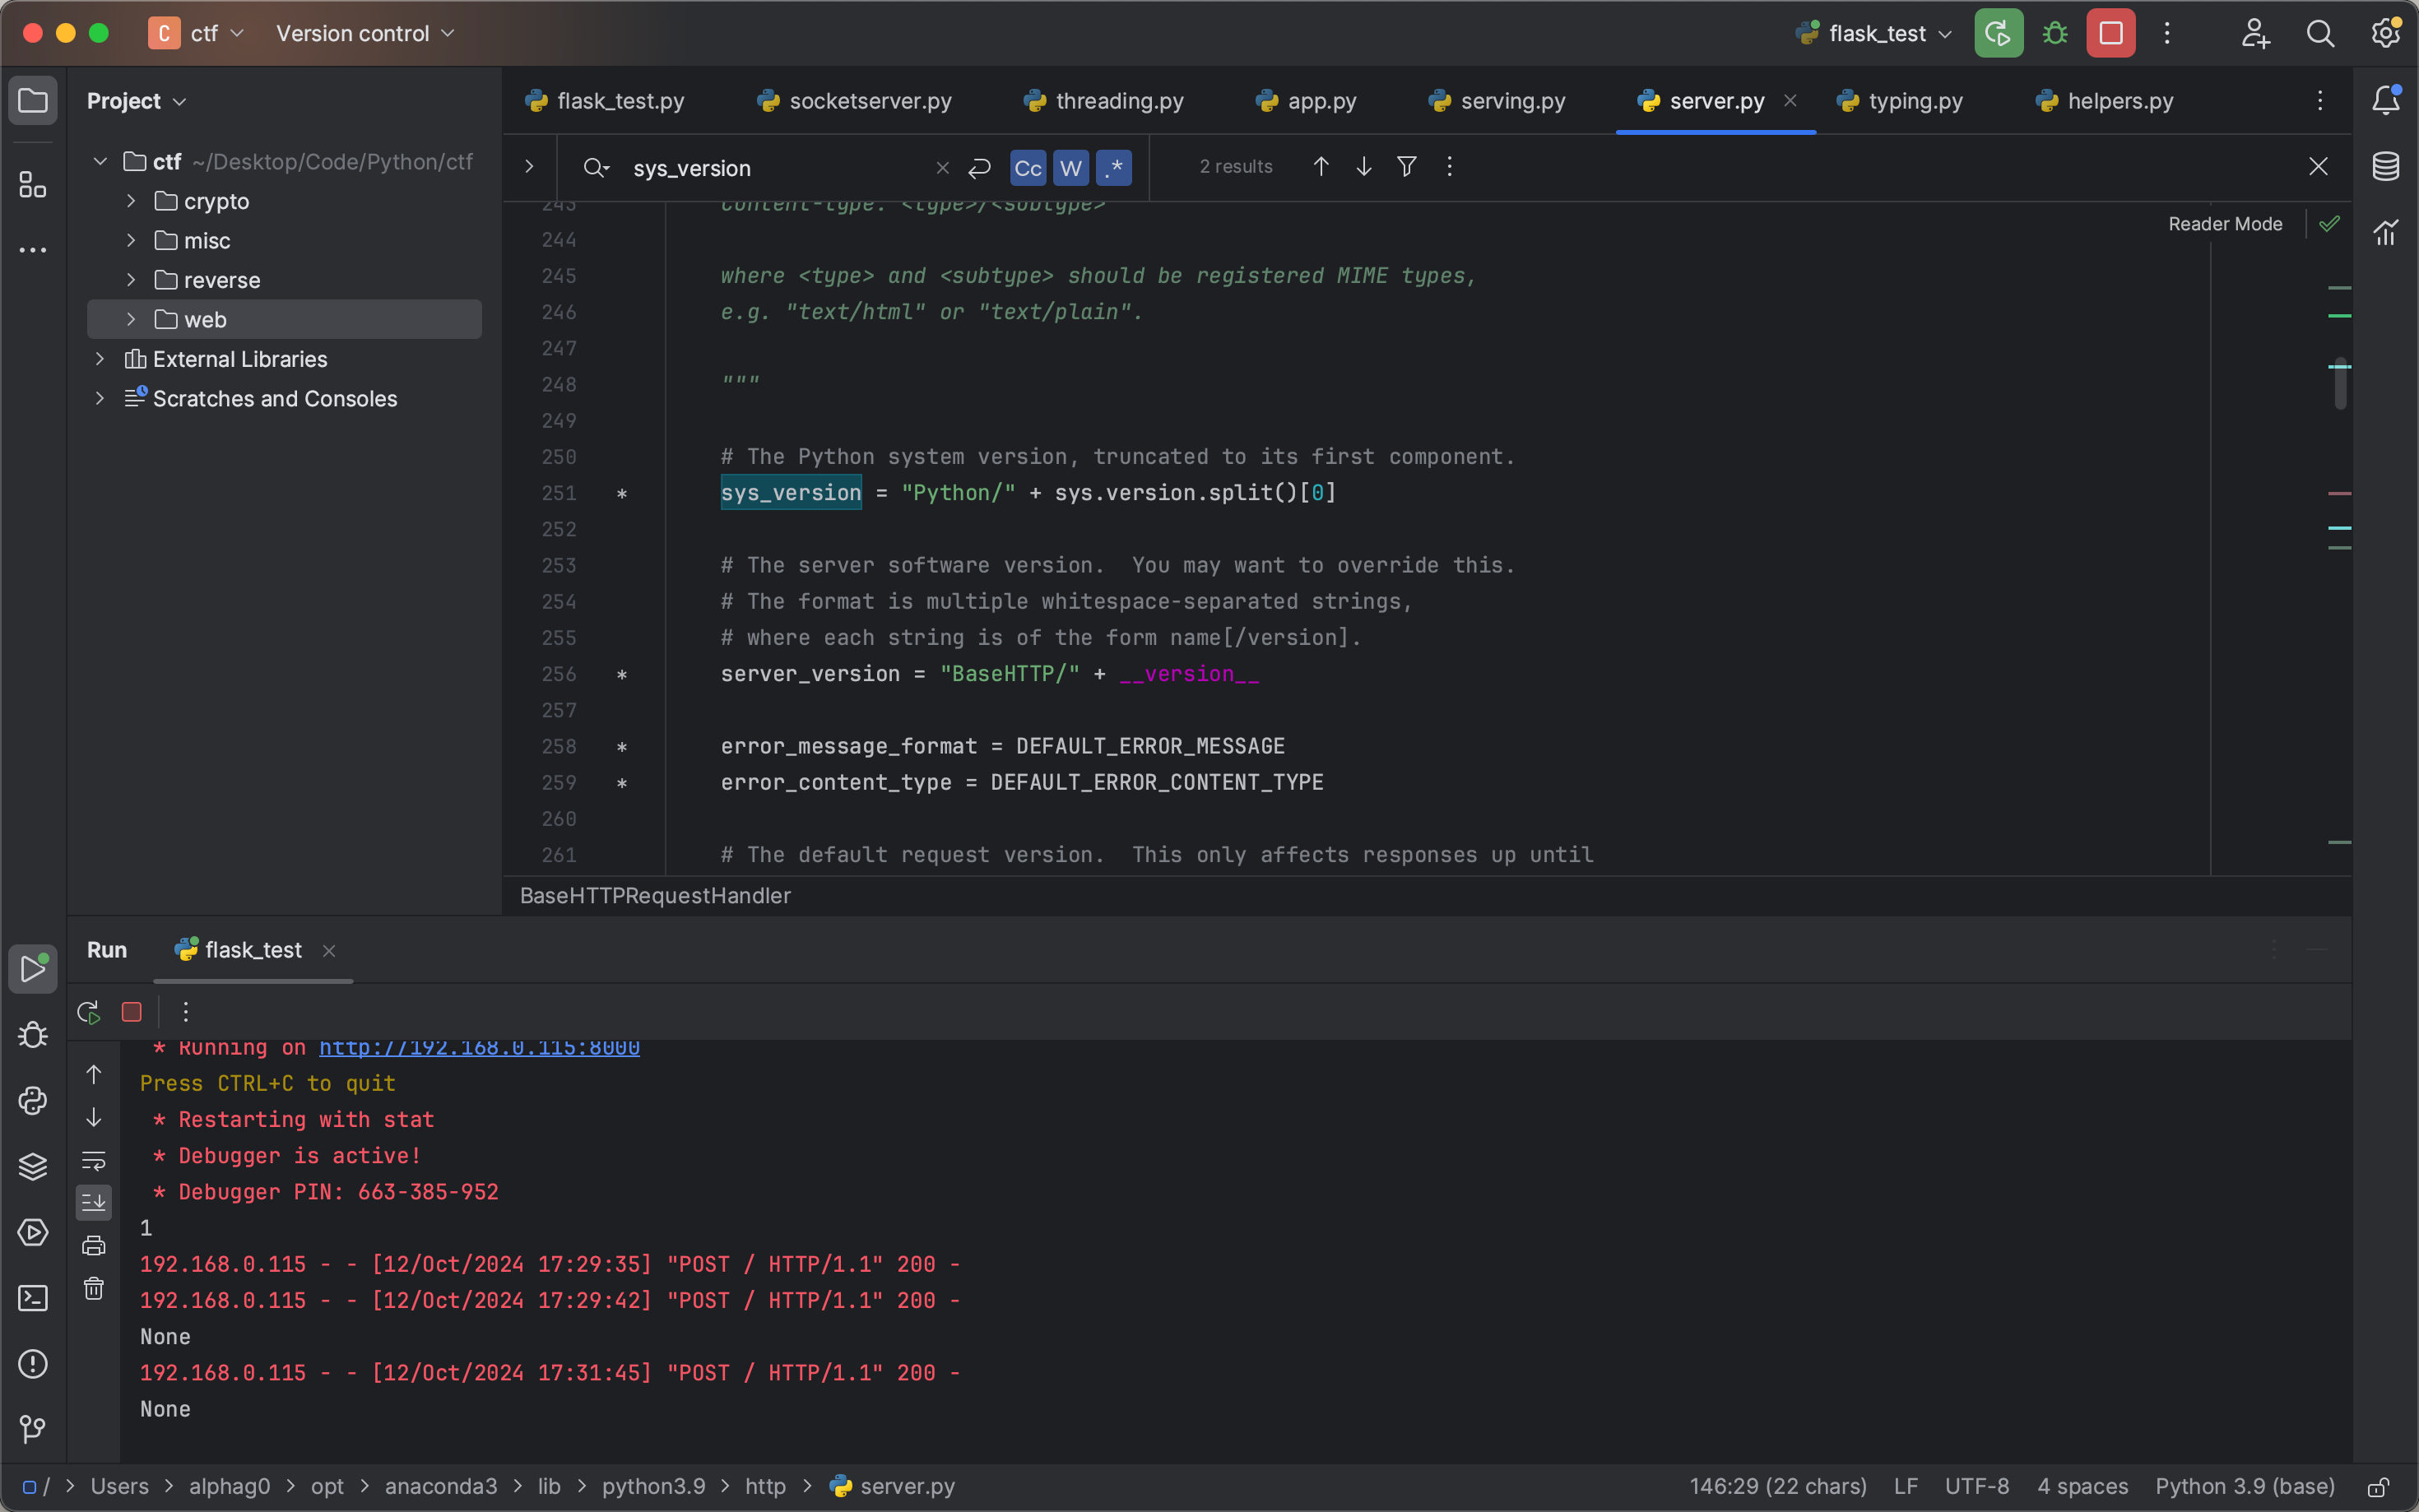 C ctf Version control flask_test
Project
flask_test.py socketserver.py threading.py app.py serving.py server.py typing.py helpers.py
sys_version Cc W .* 2 results
ctf ~/Desktop/Code/Python/ctf
crypto
misc
reverse
web
External Libraries
Scratches and Consoles
Reader Mode
243 content-type: <type>/<subtype>
244
245 where <type> and <subtype> should be registered MIME types,
246 e.g. "text/html" or "text/plain".
247
248 """
249
250 # The Python system version, truncated to its first component.
251 * sys_version = "Python/" + sys.version.split()[0]
252
253 # The server software version.  You may want to override this.
254 # The format is multiple whitespace-separated strings,
255 # where each string is of the form name[/version].
256 * server_version = "BaseHTTP/" + __version__
257
258 * error_message_format = DEFAULT_ERROR_MESSAGE
259 * error_content_type = DEFAULT_ERROR_CONTENT_TYPE
260
261 # The default request version.  This only affects responses up until
BaseHTTPRequestHandler
Run flask_test
* Running on http://192.168.0.115:8000
Press CTRL+C to quit
* Restarting with stat
* Debugger is active!
* Debugger PIN: 663-385-952
1
192.168.0.115 - - [12/Oct/2024 17:29:35] "POST / HTTP/1.1" 200 -
192.168.0.115 - - [12/Oct/2024 17:29:42] "POST / HTTP/1.1" 200 -
None
192.168.0.115 - - [12/Oct/2024 17:31:45] "POST / HTTP/1.1" 200 -
None
/ > Users > alphag0 > opt > anaconda3 > lib > python3.9 > http > server.py 146:29 (22 chars) LF UTF-8 4 spaces Python 3.9 (base)